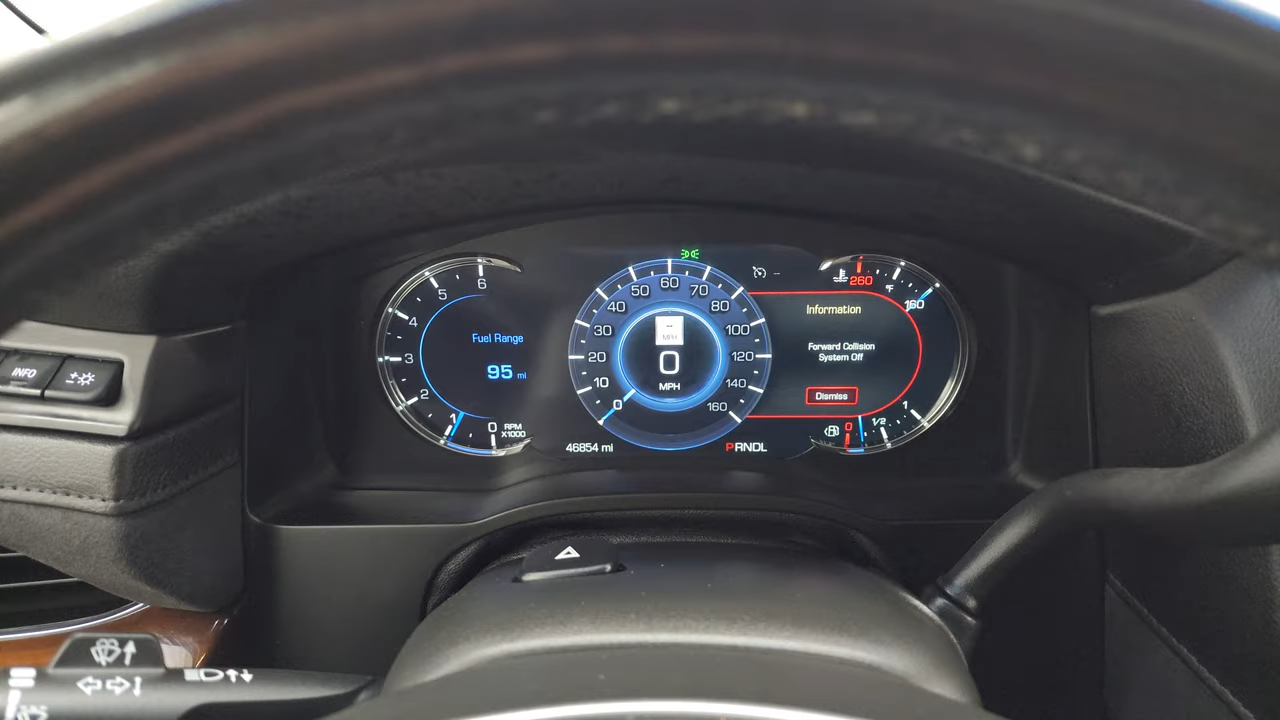 INFO
6
5
4
3
2
1
0
RPM
X1000
Fuel Range
95 mi
60
50
70
40
80
30
100
20
120
10
140
0
160
MPH
0
MPH
46854 mi
PRNDL
--
260
°F
160
Information
Forward Collision
System Off
Dismiss
0
1/2
1